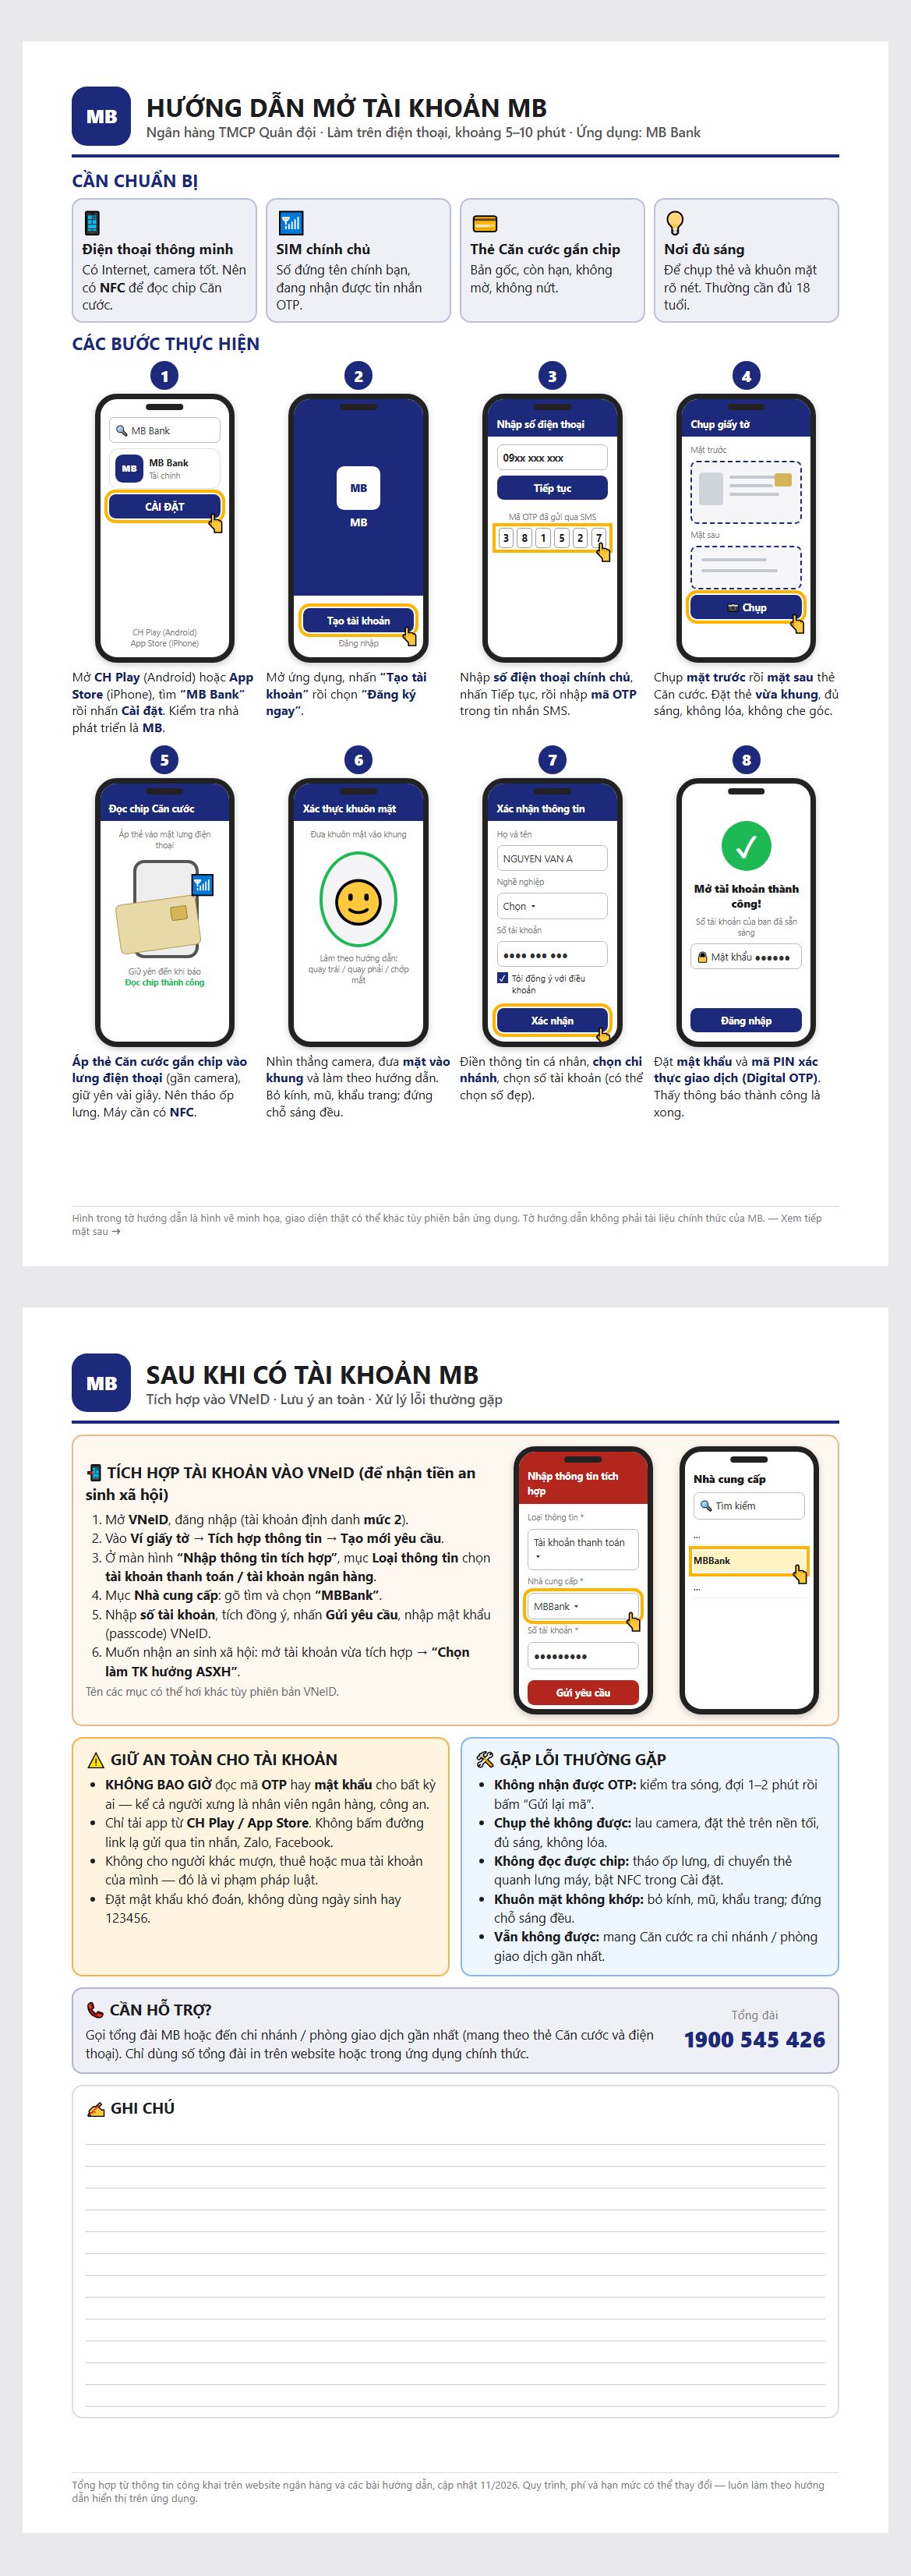 MB
HƯỚNG DẪN MỞ TÀI KHOẢN MB
Ngân hàng TMCP Quân đội · Làm trên điện thoại, khoảng 5–10 phút · Ứng dụng: MB Bank
CẦN CHUẨN BỊ
Điện thoại thông minh
Có Internet, camera tốt. Nên
có NFC để đọc chip Căn
cước.
SIM chính chủ
Số đứng tên chính bạn,
đang nhận được tin nhắn
OTP.
Thẻ Căn cước gắn chip
Bản gốc, còn hạn, không
mờ, không nứt.
Nơi đủ sáng
Để chụp thẻ và khuôn mặt
rõ nét. Thường cần đủ 18
tuổi.
CÁC BƯỚC THỰC HIỆN
1
MB Bank
MB
MB Bank
Tài chính
CÀI ĐẶT
CH Play (Android)
App Store (iPhone)
Mở CH Play (Android) hoặc App
Store (iPhone), tìm “MB Bank”
rồi nhấn Cài đặt. Kiểm tra nhà
phát triển là MB.
2
MB
MB
Tạo tài khoản
Đăng nhập
Mở ứng dụng, nhấn “Tạo tài
khoản” rồi chọn “Đăng ký
ngay”.
3
Nhập số điện thoại
09xx xxx xxx
Tiếp tục
Mã OTP đã gửi qua SMS
3 8 1 5 2 7
Nhập số điện thoại chính chủ,
nhấn Tiếp tục, rồi nhập mã OTP
trong tin nhắn SMS.
4
Chụp giấy tờ
Mặt trước
Mặt sau
Chụp
Chụp mặt trước rồi mặt sau thẻ
Căn cước. Đặt thẻ vừa khung, đủ
sáng, không lóa, không che góc.
5
Đọc chip Căn cước
Áp thẻ vào mặt lưng điện
thoại
Giữ yên đến khi báo
Đọc chip thành công
Áp thẻ Căn cước gắn chip vào
lưng điện thoại (gần camera),
giữ yên vài giây. Nên tháo ốp
lưng. Máy cần có NFC.
6
Xác thực khuôn mặt
Đưa khuôn mặt vào khung
Làm theo hướng dẫn:
quay trái / quay phải / chớp
mắt
Nhìn thẳng camera, đưa mặt vào
khung và làm theo hướng dẫn.
Bỏ kính, mũ, khẩu trang; đứng
chỗ sáng đều.
7
Xác nhận thông tin
Họ và tên
NGUYEN VAN A
Nghề nghiệp
Chọn ▾
Số tài khoản
●●●● ●●● ●●●
Tôi đồng ý với điều
khoản
Xác nhận
Điền thông tin cá nhân, chọn chi
nhánh, chọn số tài khoản (có thể
chọn số đẹp).
8
✓
Mở tài khoản thành
công!
Số tài khoản của bạn đã sẵn
sàng
Mật khẩu ●●●●●●
Đăng nhập
Đặt mật khẩu và mã PIN xác
thực giao dịch (Digital OTP).
Thấy thông báo thành công là
xong.
Hình trong tờ hướng dẫn là hình vẽ minh họa, giao diện thật có thể khác tùy phiên bản ứng dụng. Tờ hướng dẫn không phải tài liệu chính thức của MB. — Xem tiếp
mặt sau →
MB
SAU KHI CÓ TÀI KHOẢN MB
Tích hợp vào VNeID · Lưu ý an toàn · Xử lý lỗi thường gặp
TÍCH HỢP TÀI KHOẢN VÀO VNeID (để nhận tiền an
sinh xã hội)
1. Mở VNeID, đăng nhập (tài khoản định danh mức 2).
2. Vào Ví giấy tờ → Tích hợp thông tin → Tạo mới yêu cầu.
3. Ở màn hình “Nhập thông tin tích hợp”, mục Loại thông tin chọn
tài khoản thanh toán / tài khoản ngân hàng.
4. Mục Nhà cung cấp: gõ tìm và chọn “MBBank”.
5. Nhập số tài khoản, tích đồng ý, nhấn Gửi yêu cầu, nhập mật khẩu
(passcode) VNeID.
6. Muốn nhận an sinh xã hội: mở tài khoản vừa tích hợp → “Chọn
làm TK hưởng ASXH”.
Tên các mục có thể hơi khác tùy phiên bản VNeID.
Nhập thông tin tích
hợp
Loại thông tin *
Tài khoản thanh toán
▾
Nhà cung cấp *
MBBank ▾
Số tài khoản *
●●●●●●●●●
Gửi yêu cầu
Nhà cung cấp
Tìm kiếm
...
MBBank
...
GIỮ AN TOÀN CHO TÀI KHOẢN
• KHÔNG BAO GIỜ đọc mã OTP hay mật khẩu cho bất kỳ
ai — kể cả người xưng là nhân viên ngân hàng, công an.
• Chỉ tải app từ CH Play / App Store. Không bấm đường
link lạ gửi qua tin nhắn, Zalo, Facebook.
• Không cho người khác mượn, thuê hoặc mua tài khoản
của mình — đó là vi phạm pháp luật.
• Đặt mật khẩu khó đoán, không dùng ngày sinh hay
123456.
GẶP LỖI THƯỜNG GẶP
• Không nhận được OTP: kiểm tra sóng, đợi 1–2 phút rồi
bấm “Gửi lại mã”.
• Chụp thẻ không được: lau camera, đặt thẻ trên nền tối,
đủ sáng, không lóa.
• Không đọc được chip: tháo ốp lưng, di chuyển thẻ
quanh lưng máy, bật NFC trong Cài đặt.
• Khuôn mặt không khớp: bỏ kính, mũ, khẩu trang; đứng
chỗ sáng đều.
• Vẫn không được: mang Căn cước ra chi nhánh / phòng
giao dịch gần nhất.
CẦN HỖ TRỢ?
Gọi tổng đài MB hoặc đến chi nhánh / phòng giao dịch gần nhất (mang theo thẻ Căn cước và điện
thoại). Chỉ dùng số tổng đài in trên website hoặc trong ứng dụng chính thức.
Tổng đài
1900 545 426
GHI CHÚ
Tổng hợp từ thông tin công khai trên website ngân hàng và các bài hướng dẫn, cập nhật 11/2026. Quy trình, phí và hạn mức có thể thay đổi — luôn làm theo hướng
dẫn hiển thị trên ứng dụng.